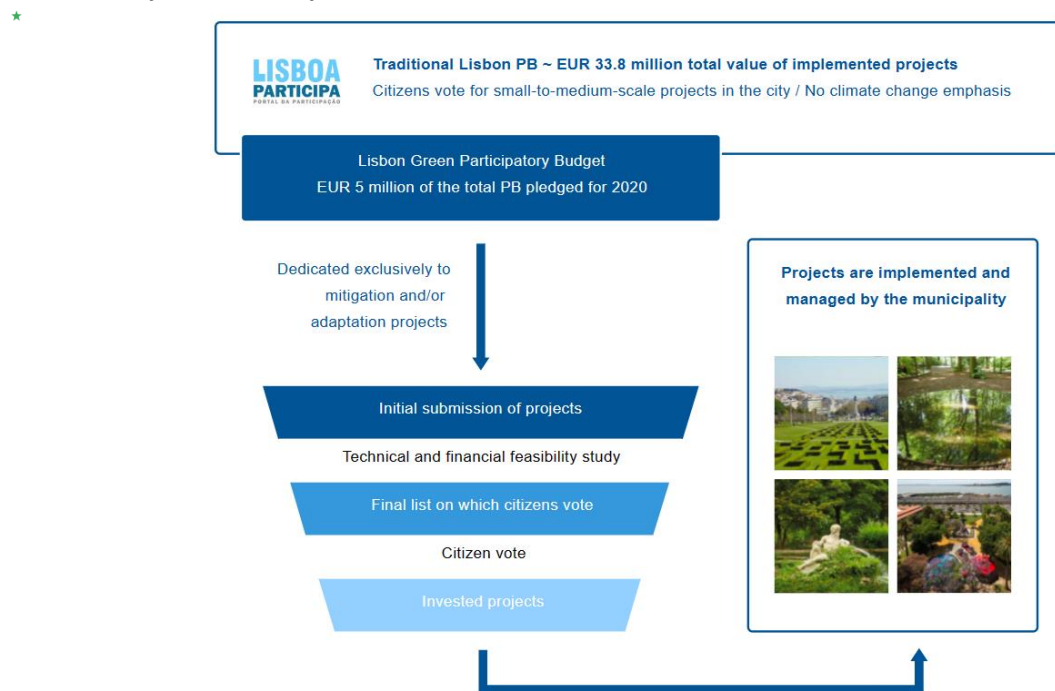 LISBOA
PARTICIPA
PORTAL DA PARTICIPAÇÃO
Traditional Lisbon PB ~ EUR 33.8 million total value of implemented projects
Citizens vote for small-to-medium-scale projects in the city / No climate change emphasis
Lisbon Green Participatory Budget
EUR 5 million of the total PB pledged for 2020
Dedicated exclusively to
mitigation and/or
adaptation projects
Initial submission of projects
Technical and financial feasibility study
Final list on which citizens vote
Citizen vote
Invested projects
Projects are implemented and
managed by the municipality